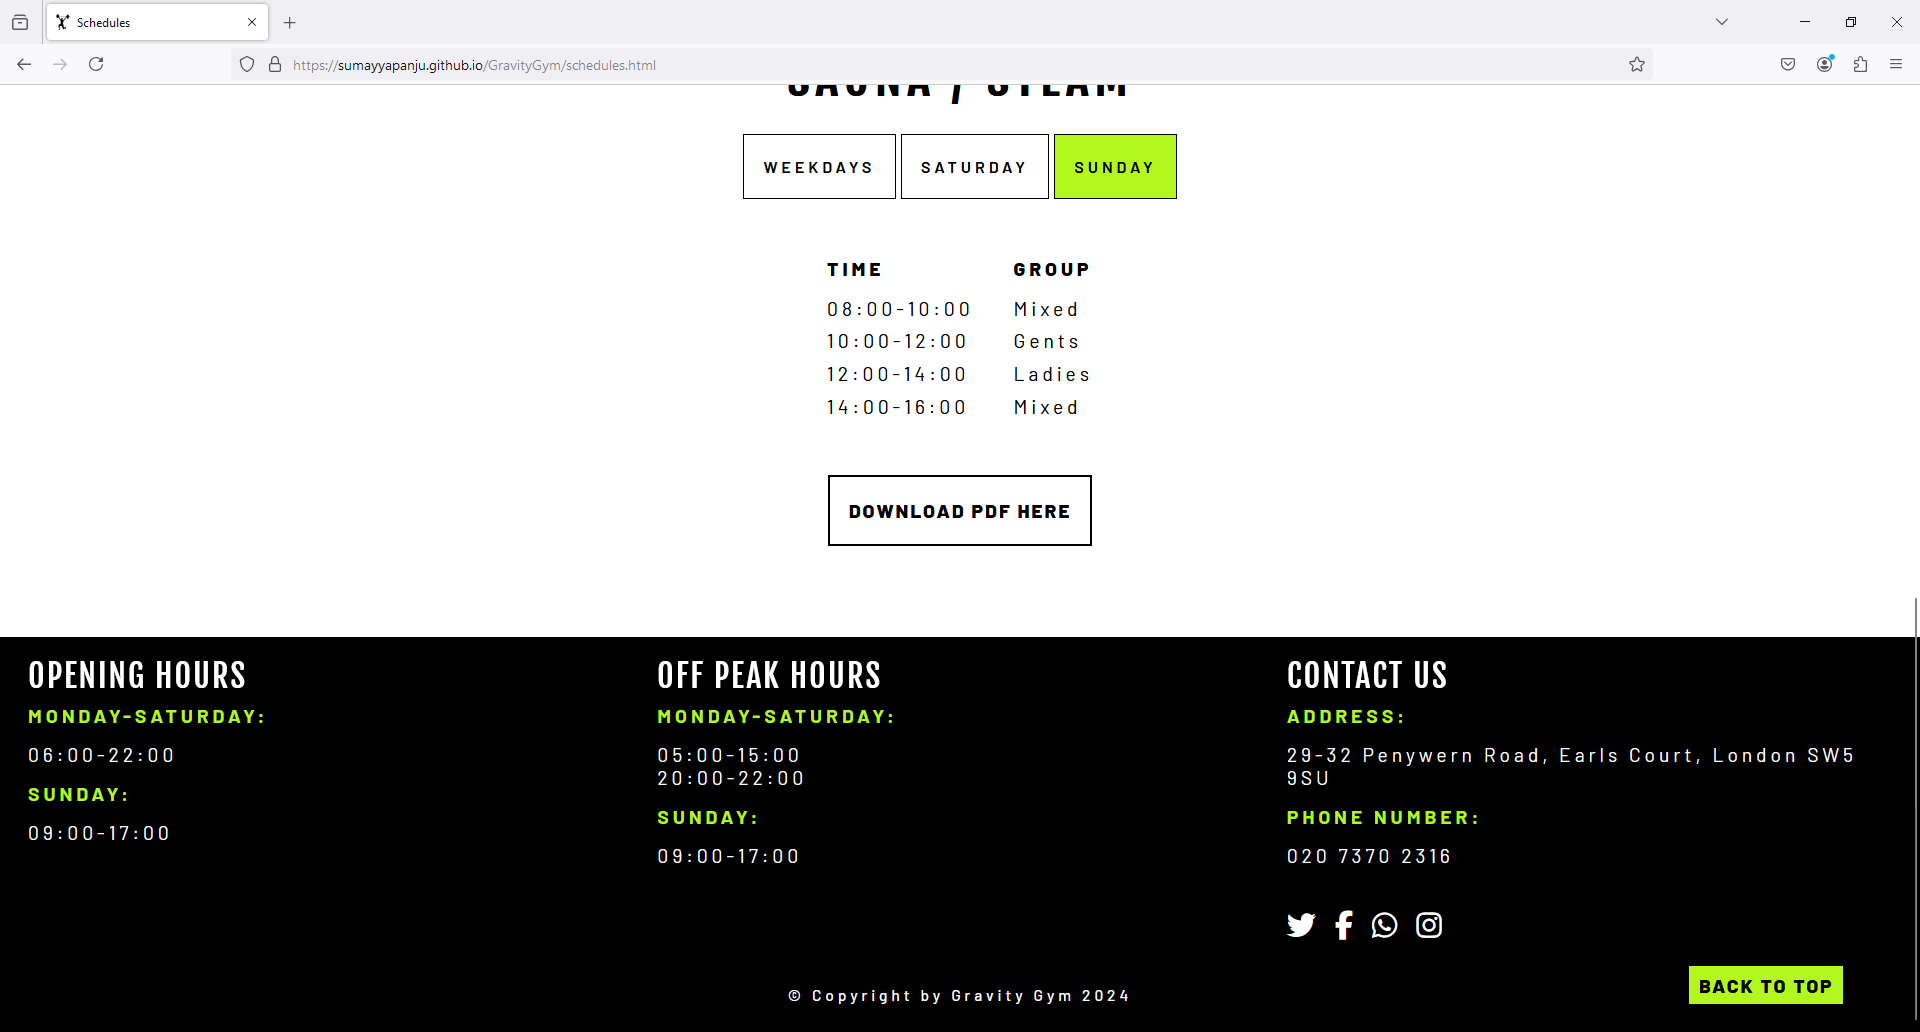 Schedules
https://sumayyapanju.github.io/GravityGym/schedules.html
SAUNA / STEAM
WEEKDAYS SATURDAY SUNDAY
TIME GROUP
08:00-10:00 Mixed
10:00-12:00 Gents
12:00-14:00 Ladies
14:00-16:00 Mixed
DOWNLOAD PDF HERE
OPENING HOURS
MONDAY-SATURDAY:
06:00-22:00
SUNDAY:
09:00-17:00
OFF PEAK HOURS
MONDAY-SATURDAY:
05:00-15:00
20:00-22:00
SUNDAY:
09:00-17:00
CONTACT US
ADDRESS:
29-32 Penywern Road, Earls Court, London SW5
9SU
PHONE NUMBER:
020 7370 2316
© Copyright by Gravity Gym 2024
BACK TO TOP